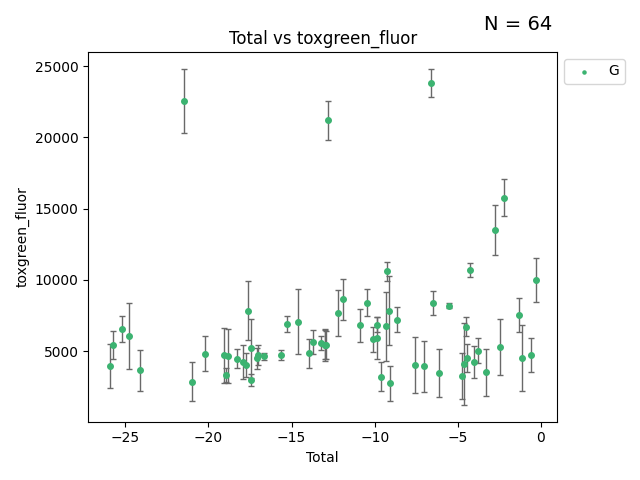 N = 64
Total vs toxgreen_fluor
G
toxgreen_fluor
25000
20000
15000
10000
5000
−25 −20 −15 −10 −5 0
Total